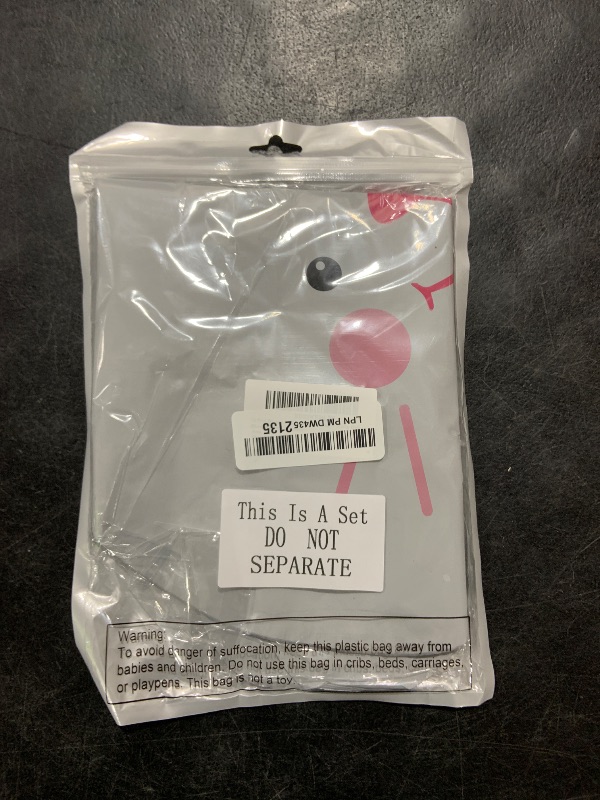 LPN PM DW4352135
This Is A Set
DO NOT
SEPARATE
Warning:
To avoid danger of suffocation, keep this plastic bag away from
babies and children. Do not use this bag in cribs, beds, carriages,
or playpens. This bag is not a toy.